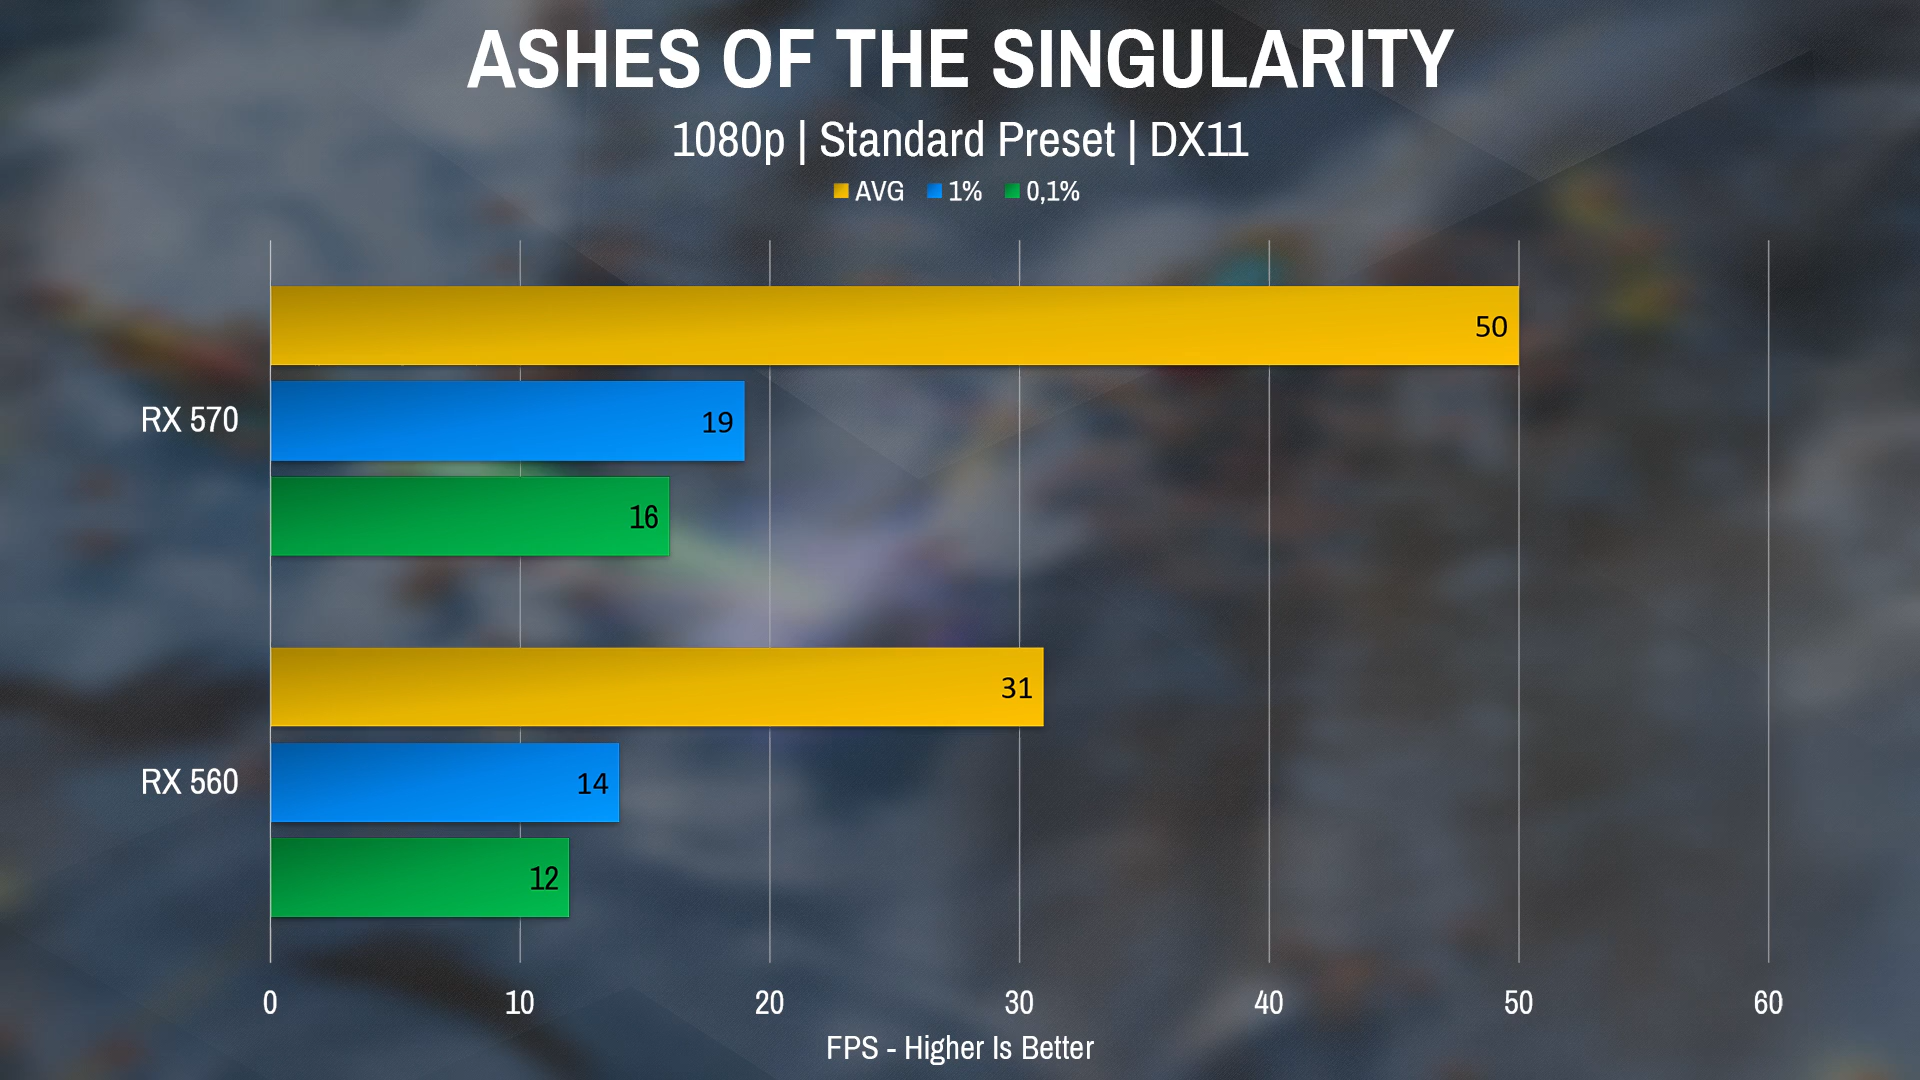 ASHES OF THE SINGULARITY
1080p | Standard Preset | DX11
AVG 1% 0,1%
50
RX 570
19
16
31
RX 560
14
12
0 10 20 30 40 50 60
FPS - Higher Is Better